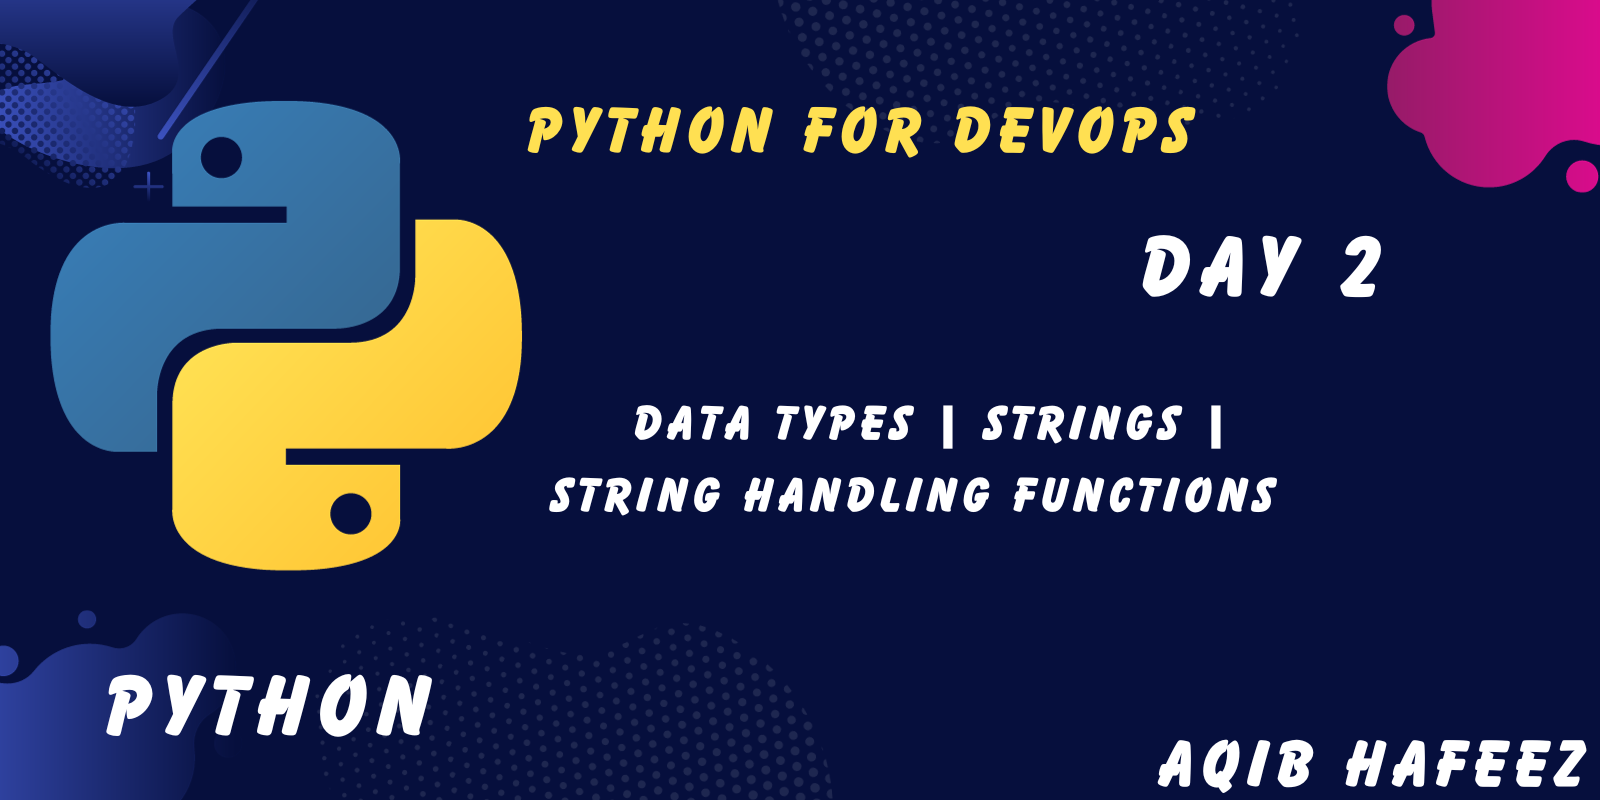 PYTHON FOR DEVOPS
DAY 2
DATA TYPES | STRINGS |
STRING HANDLING FUNCTIONS
PYTHON
AQIB HAFEEZ